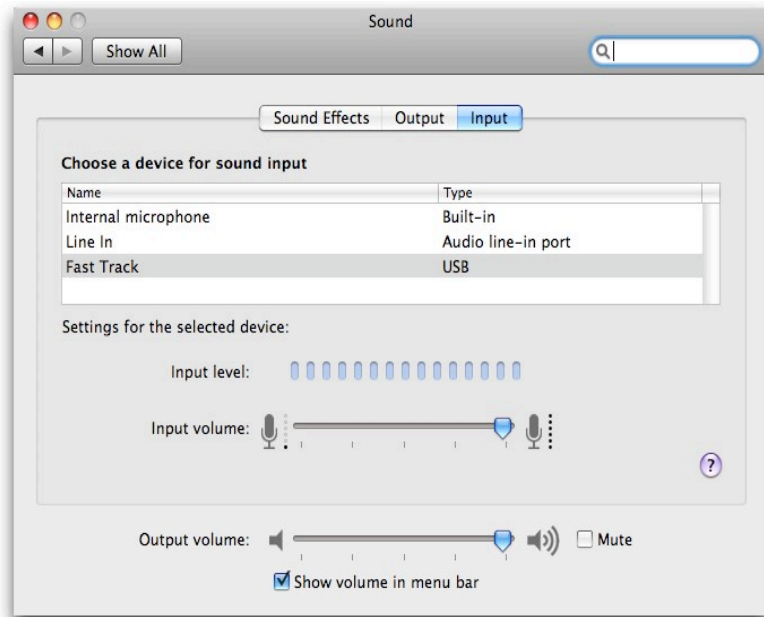 Sound
Show All
Sound Effects Output Input
Choose a device for sound input
Name Type
Internal microphone Built-in
Line In Audio line-in port
Fast Track USB
Settings for the selected device:
Input level:
Input volume:
?
Output volume: Mute
Show volume in menu bar